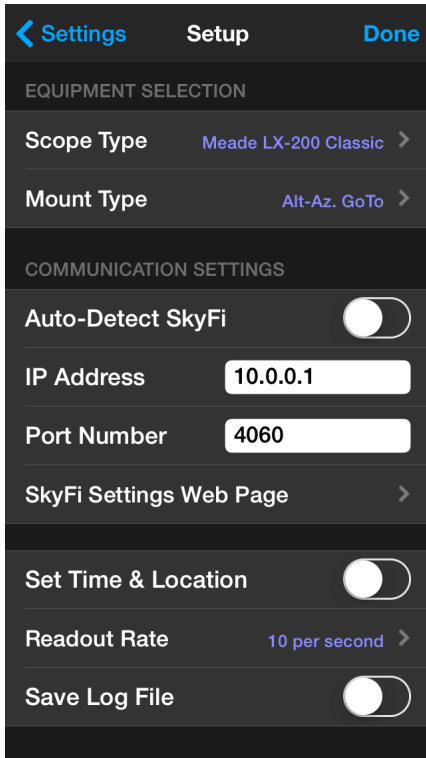 Settings Setup Done
EQUIPMENT SELECTION
Scope Type Meade LX-200 Classic
Mount Type Alt-Az. GoTo
COMMUNICATION SETTINGS
Auto-Detect SkyFi
IP Address 10.0.0.1
Port Number 4060
SkyFi Settings Web Page
Set Time & Location
Readout Rate 10 per second
Save Log File